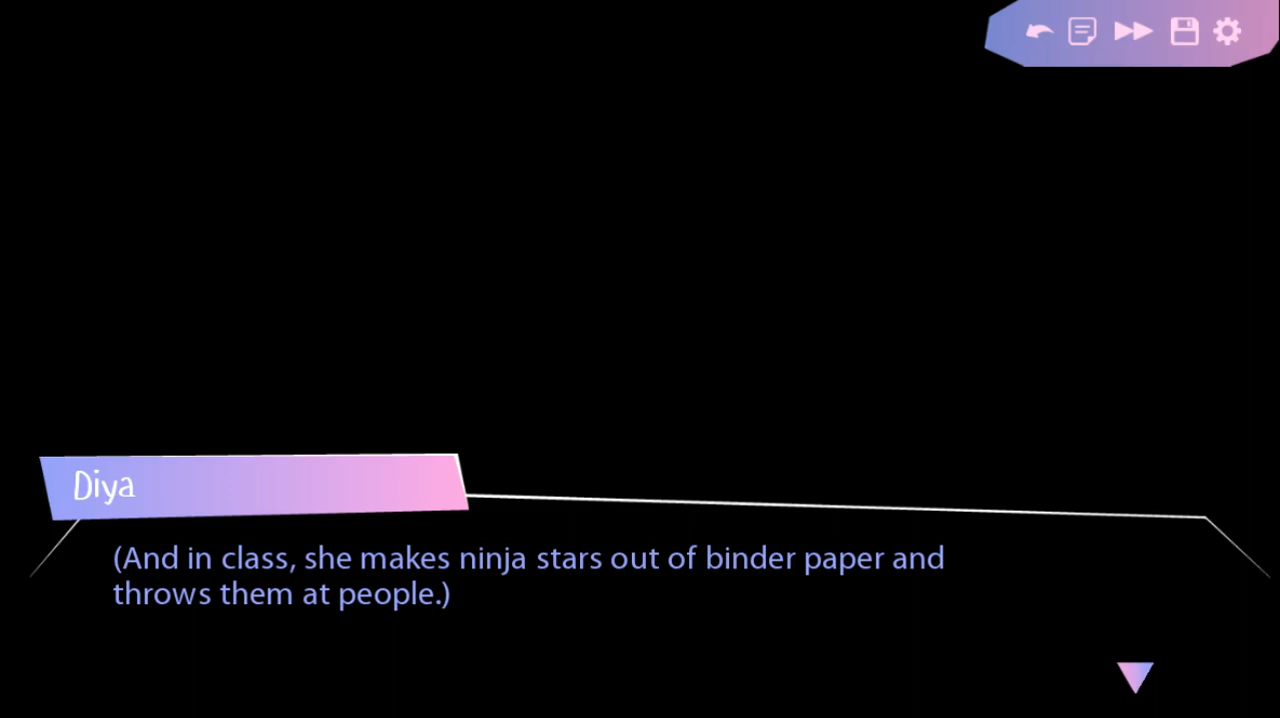 Diya
(And in class, she makes ninja stars out of binder paper and
throws them at people.)